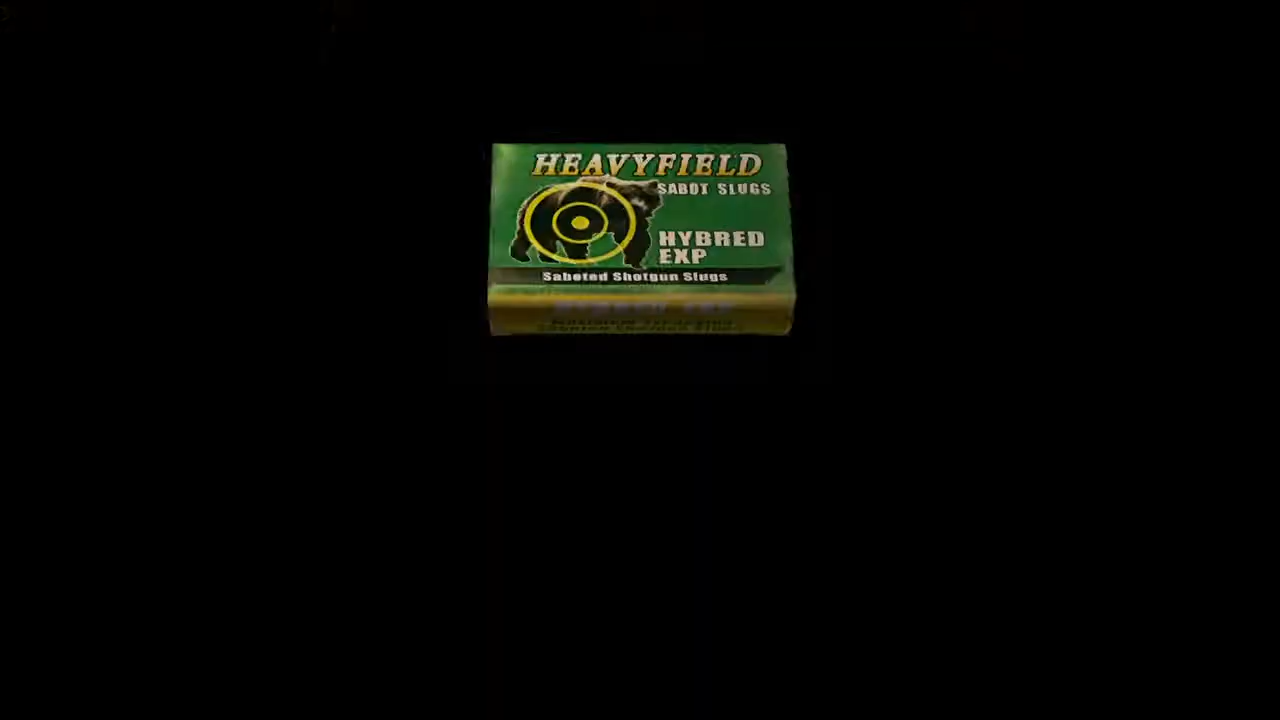 HEAVYFIELD
SABOT SLUGS
HYBRED
EXP
Saboted Shotgun Slugs